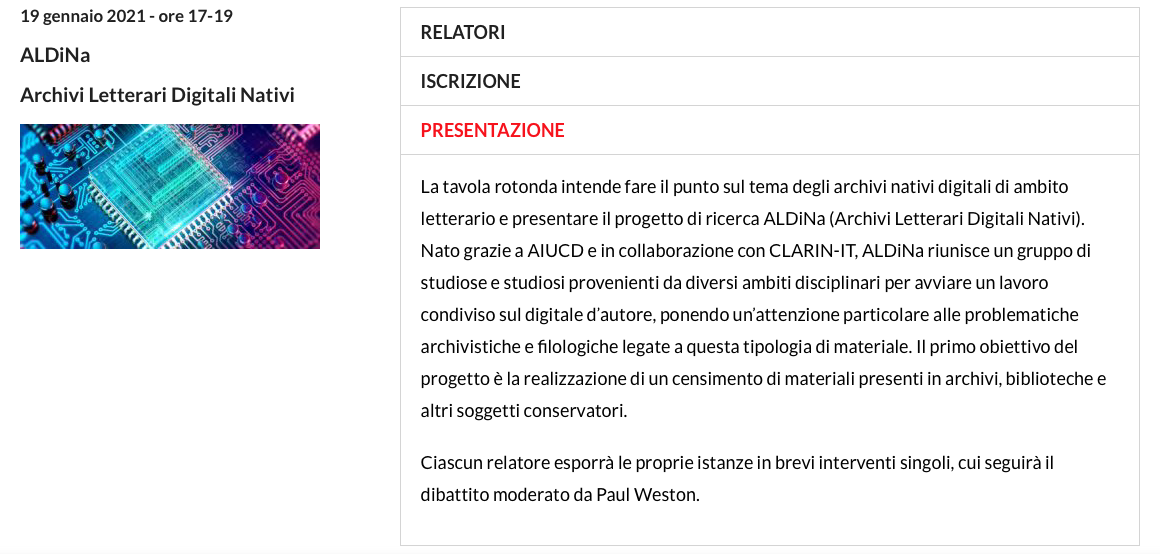 19 gennaio 2021 - ore 17-19
ALDiNa
Archivi Letterari Digitali Nativi
RELATORI
ISCRIZIONE
PRESENTAZIONE
La tavola rotonda intende fare il punto sul tema degli archivi nativi digitali di ambito
letterario e presentare il progetto di ricerca ALDiNa (Archivi Letterari Digitali Nativi).
Nato grazie a AIUCD e in collaborazione con CLARIN-IT, ALDiNa riunisce un gruppo di
studiose e studiosi provenienti da diversi ambiti disciplinari per avviare un lavoro
condiviso sul digitale d'autore, ponendo un'attenzione particolare alle problematiche
archivistiche e filologiche legate a questa tipologia di materiale. Il primo obiettivo del
progetto è la realizzazione di un censimento di materiali presenti in archivi, biblioteche e
altri soggetti conservatori.
Ciascun relatore esporrà le proprie istanze in brevi interventi singoli, cui seguirà il
dibattito moderato da Paul Weston.